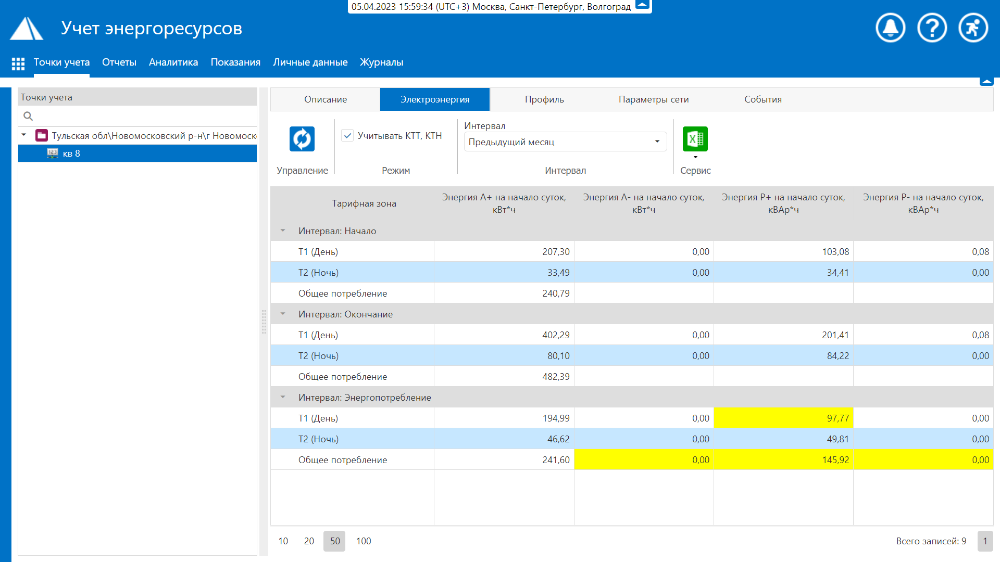 05.04.2023 15:59:34 (UTC+3) Москва, Санкт-Петербург, Волгоград
Учет энергоресурсов
Точки учета Отчеты Аналитика Показания Личные данные Журналы
Точки учета
Тульская обл\Новомосковский р-н\г Новомоск
123 кв 8
Описание Электроэнергия Профиль Параметры сети События
Учитывать КТТ, КТН
Интервал
Предыдущий месяц
Управление Режим Интервал Сервис
Тарифная зона
Энергия А+ на начало суток,
кВт*ч
Энергия А- на начало суток,
кВт*ч
Энергия Р+ на начало суток,
кВАр*ч
Энергия Р- на начало суток,
кВАр*ч
Интервал: Начало
Т1 (День) 207,30 0,00 103,08 0,08
Т2 (Ночь) 33,49 0,00 34,41 0,00
Общее потребление 240,79
Интервал: Окончание
Т1 (День) 402,29 0,00 201,41 0,08
Т2 (Ночь) 80,10 0,00 84,22 0,00
Общее потребление 482,39
Интервал: Энергопотребление
Т1 (День) 194,99 0,00 97,77 0,00
Т2 (Ночь) 46,62 0,00 49,81 0,00
Общее потребление 241,60 0,00 145,92 0,00
10 20 50 100 Всего записей: 9 1